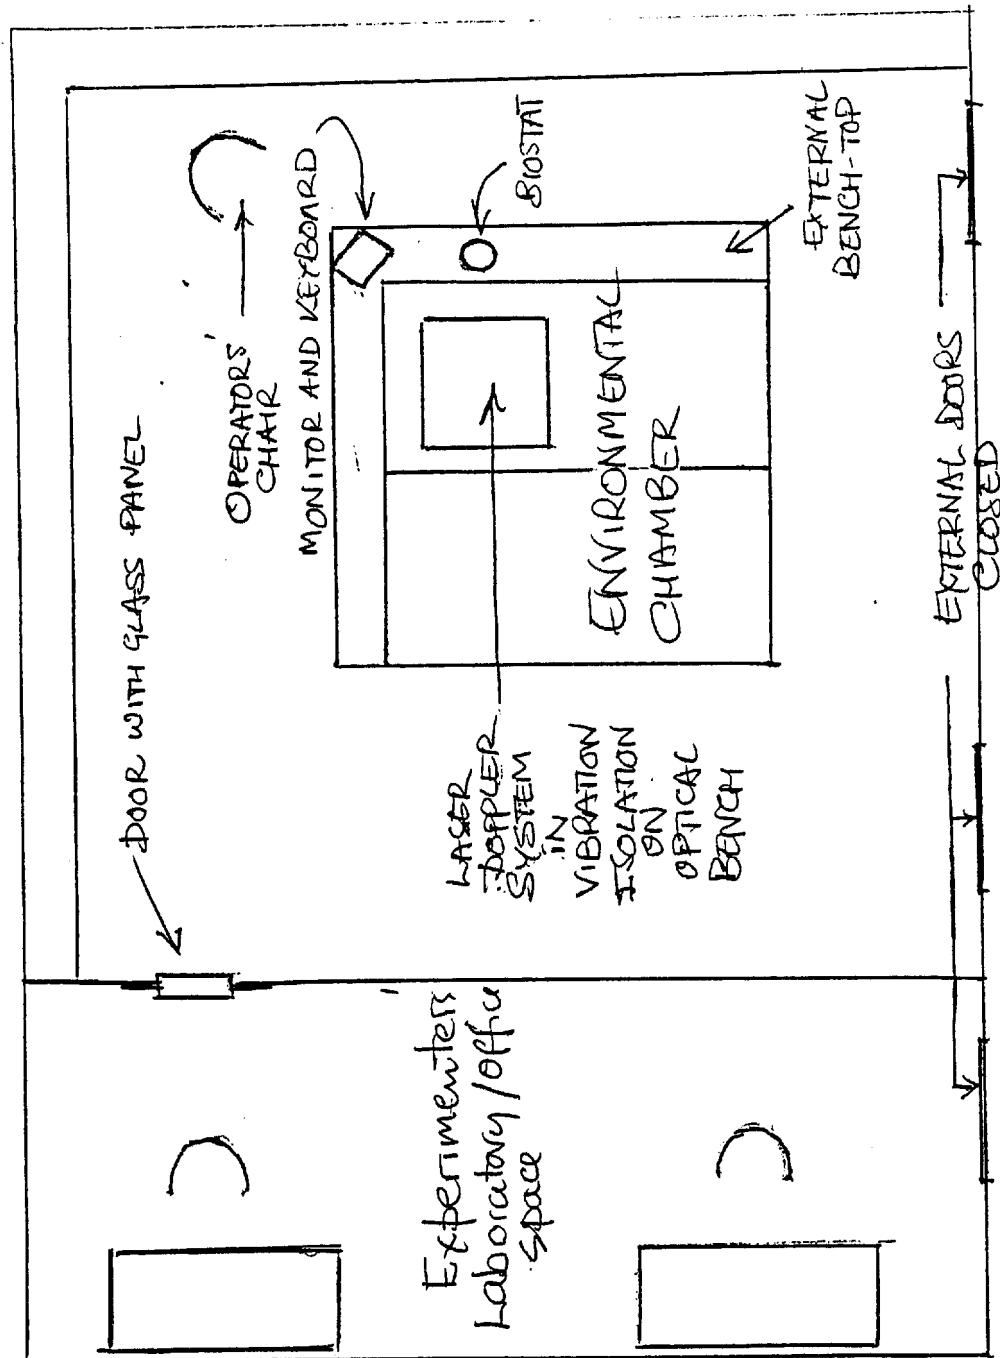 DOOR WITH GLASS PANEL
OPERATORS'
CHAIR
MONITOR AND KEYBOARD
BIOSTAT
EXTERNAL
BENCH-TOP
ENVIRONMENTAL
CHAMBER
LASER
DOPPLER
SYSTEM
IN
VIBRATION
ISOLATION
ON
OPTICAL
BENCH
EXTERNAL DOORS
CLOSED
Experimenters
Laboratory/Office
Space